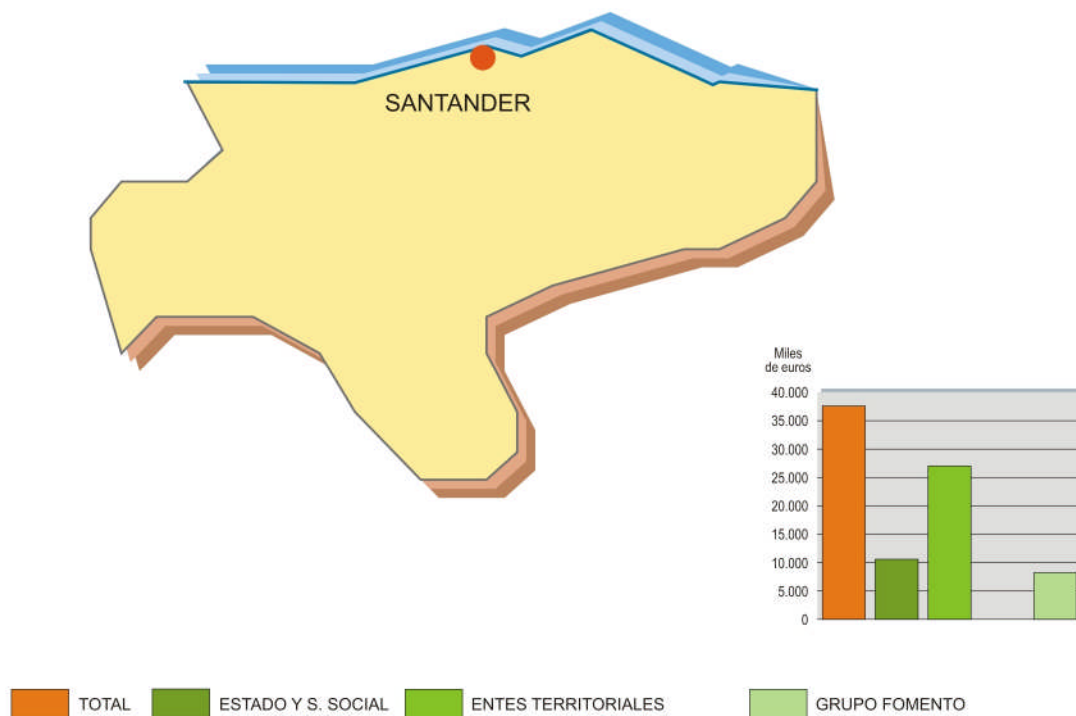 SANTANDER
Miles
de euros
40.000
35.000
30.000
25.000
20.000
15.000
10.000
5.000
0
TOTAL
ESTADO Y S. SOCIAL
ENTES TERRITORIALES
GRUPO FOMENTO